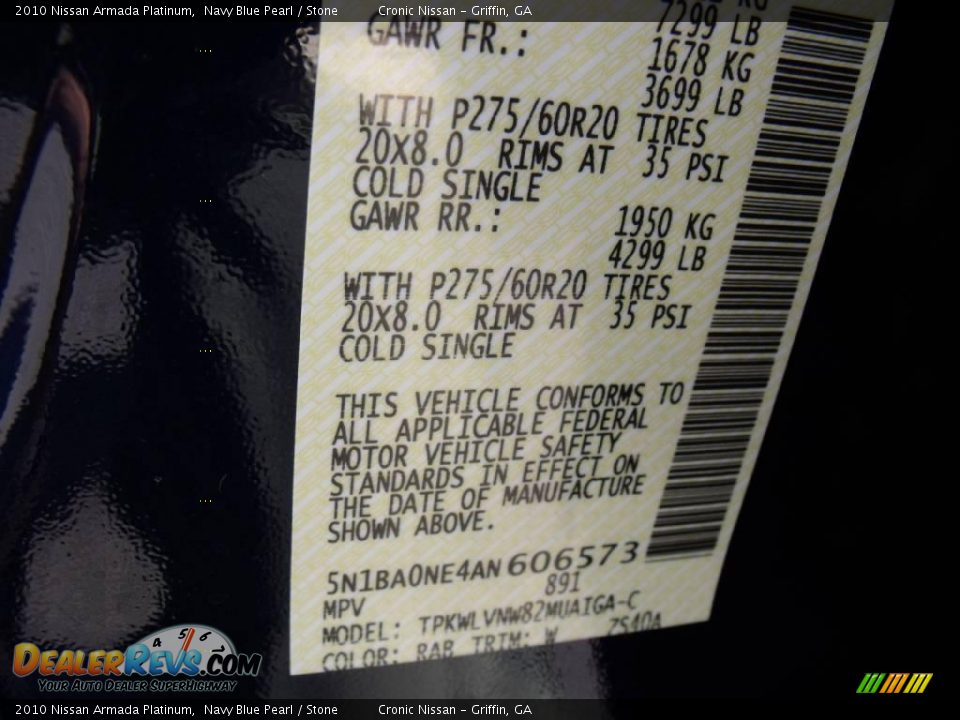 2010 Nissan Armada Platinum, Navy Blue Pearl / Stone Cronic Nissan - Griffin, GA
7299 LB
GAWR FR.: 1678 KG
3699 LB
WITH P275/60R20 TIRES
20X8.0 RIMS AT 35 PSI
COLD SINGLE
GAWR RR.: 1950 KG
4299 LB
WITH P275/60R20 TIRES
20X8.0 RIMS AT 35 PSI
COLD SINGLE
THIS VEHICLE CONFORMS TO
ALL APPLICABLE FEDERAL
MOTOR VEHICLE SAFETY
STANDARDS IN EFFECT ON
THE DATE OF MANUFACTURE
SHOWN ABOVE.
5N1BA0NE4AN606573
MPV 891
MODEL: TPKWLVNW82MUAIGA-C
COLOR: RAB TRIM: W ZS40A
DEALERREVS.COM
YOUR AUTO DEALER SUPERHIGHWAY
2010 Nissan Armada Platinum, Navy Blue Pearl / Stone Cronic Nissan - Griffin, GA